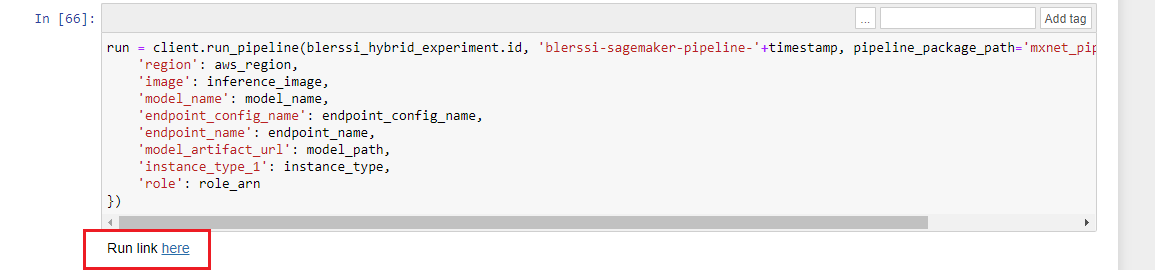 In [66]:
... Add tag
run = client.run_pipeline(blerssi_hybrid_experiment.id, 'blerssi-sagemaker-pipeline-'+timestamp, pipeline_package_path='mxnet_pip
'region': aws_region,
'image': inference_image,
'model_name': model_name,
'endpoint_config_name': endpoint_config_name,
'endpoint_name': endpoint_name,
'model_artifact_url': model_path,
'instance_type_1': instance_type,
'role': role_arn
})
Run link here